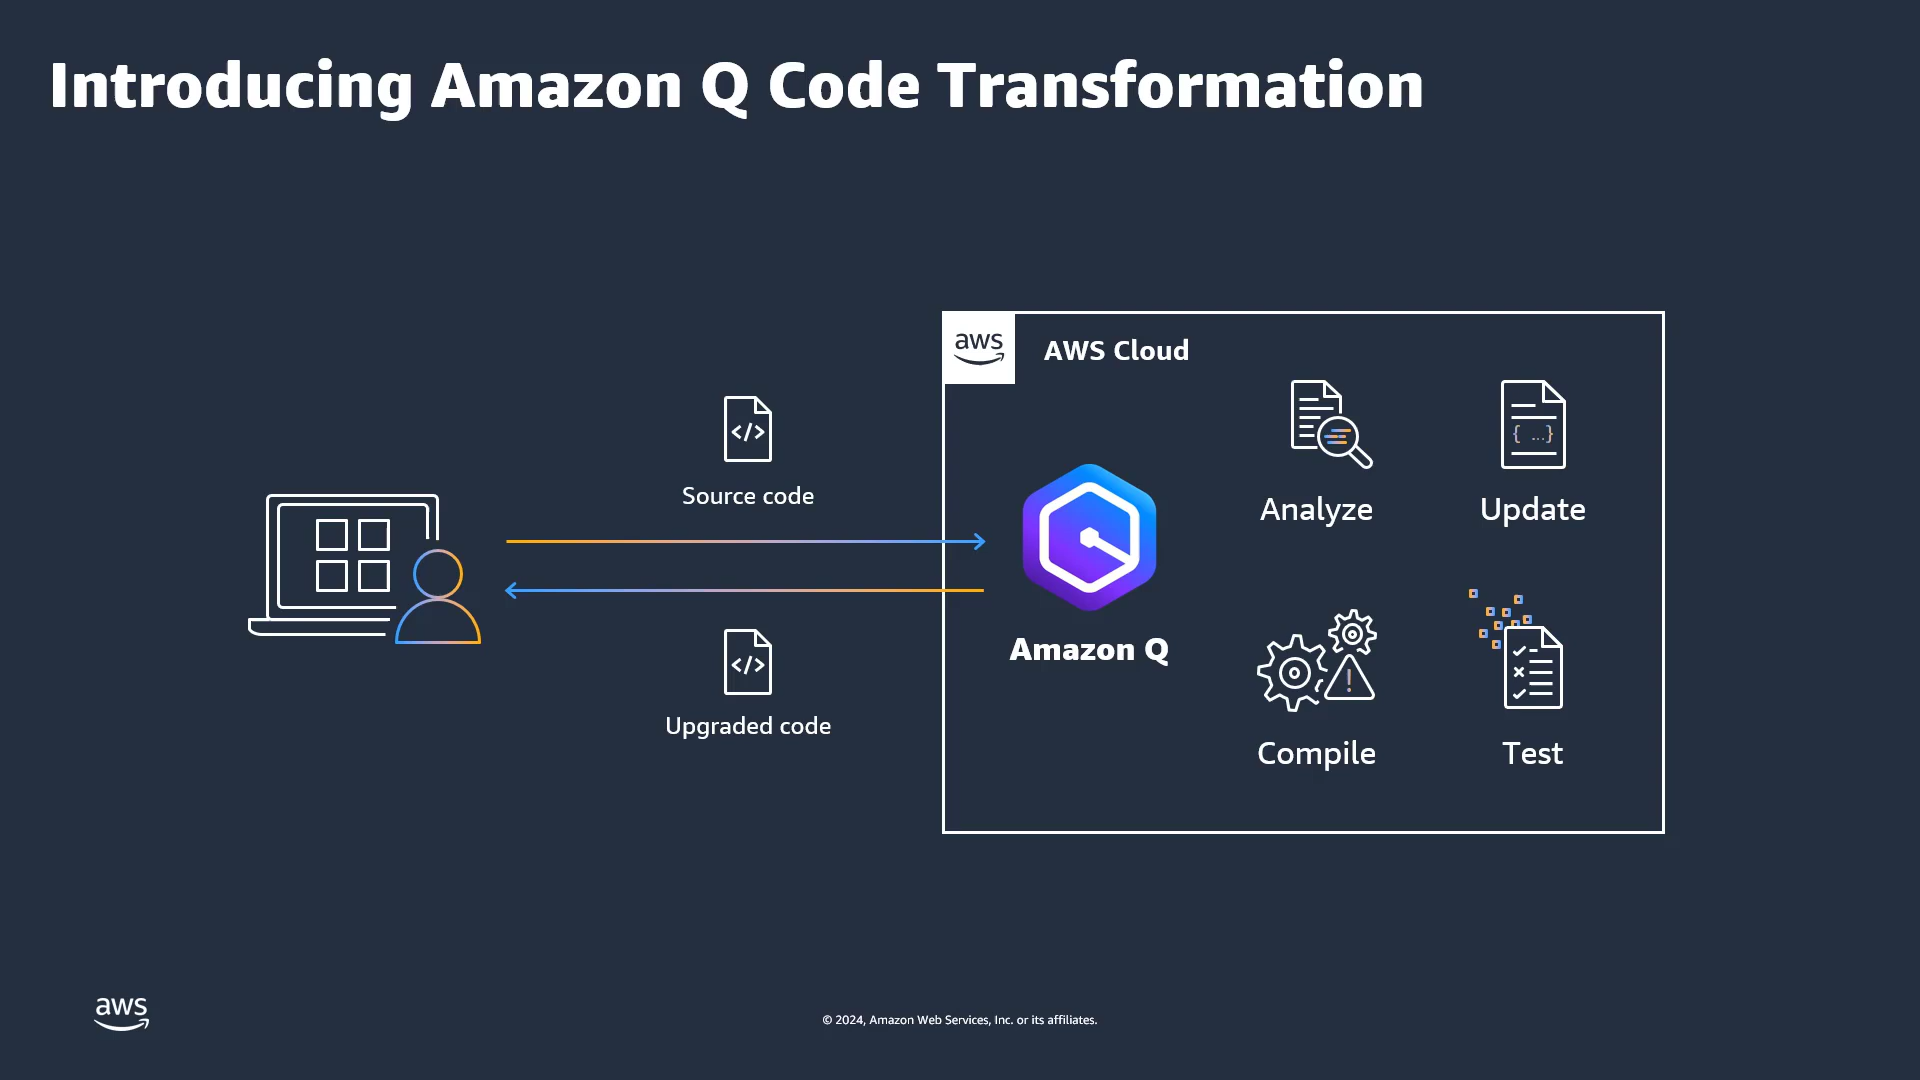 Introducing Amazon Q Code Transformation
aws
AWS Cloud
</>
Source code
Analyze
{ ...}
Update
Amazon Q
</>
Upgraded code
!
Compile
Test
aws
© 2024, Amazon Web Services, Inc. or its affiliates.